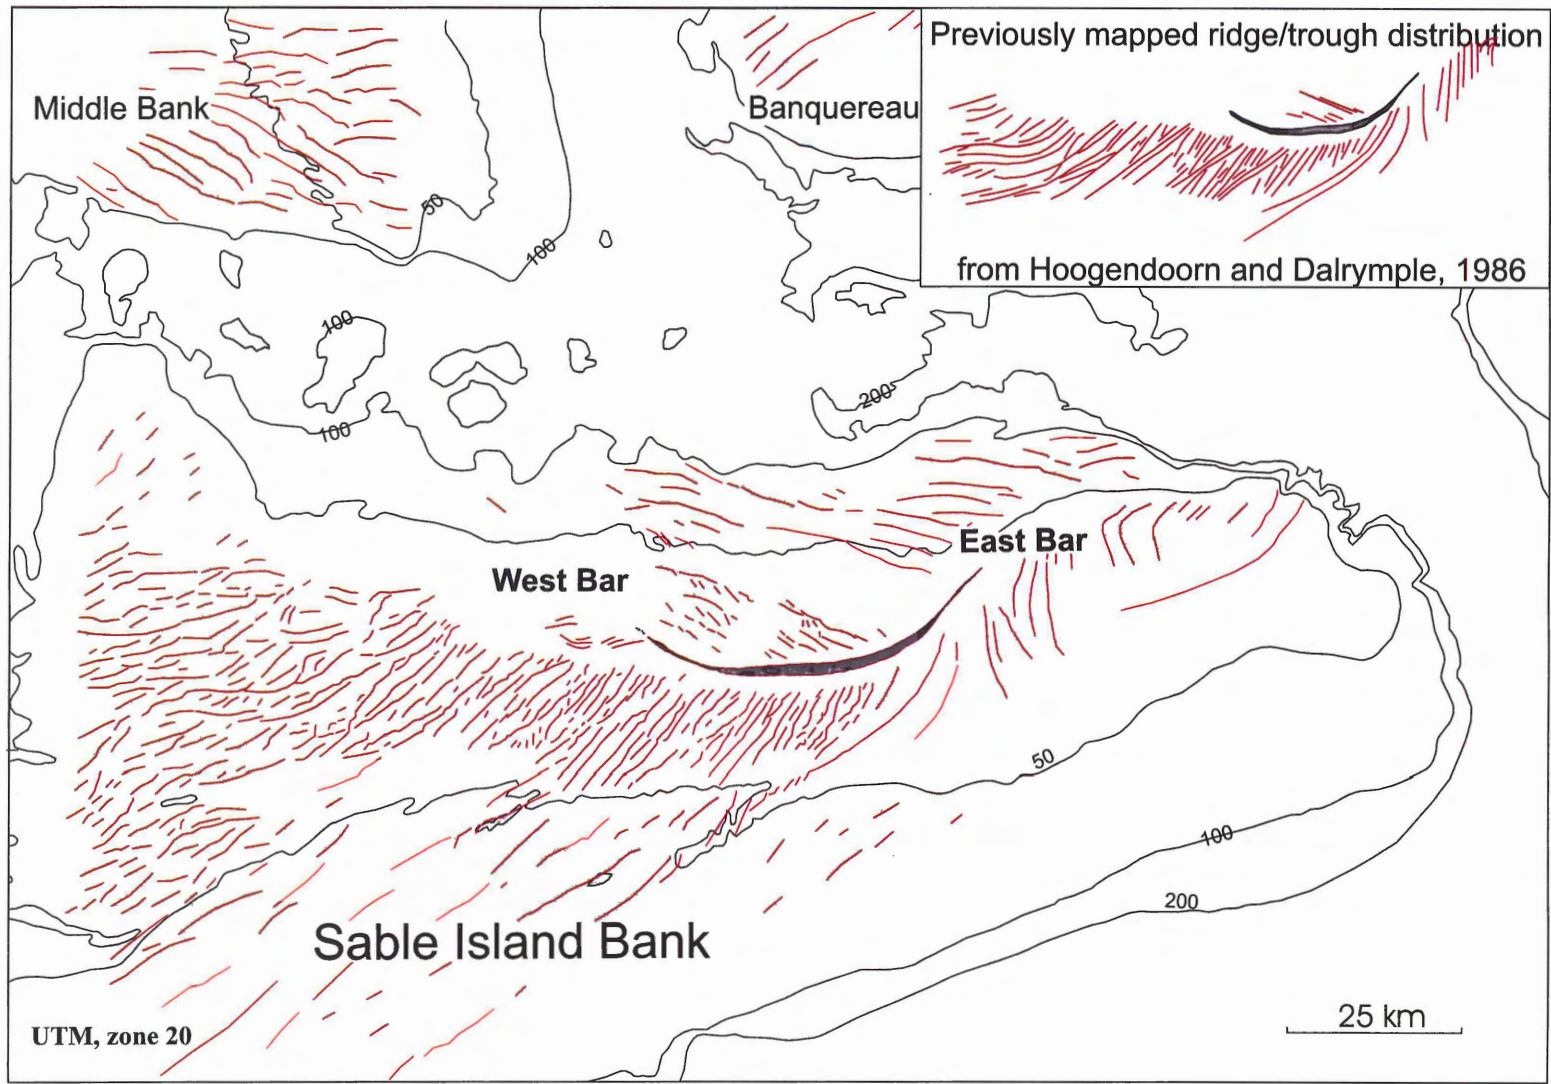 Previously mapped ridge/trough distribution
Middle Bank
Banquereau
50
100
from Hoogendoorn and Dalrymple, 1986
100
200
100
East Bar
West Bar
50
100
200
Sable Island Bank
25 km
UTM, zone 20